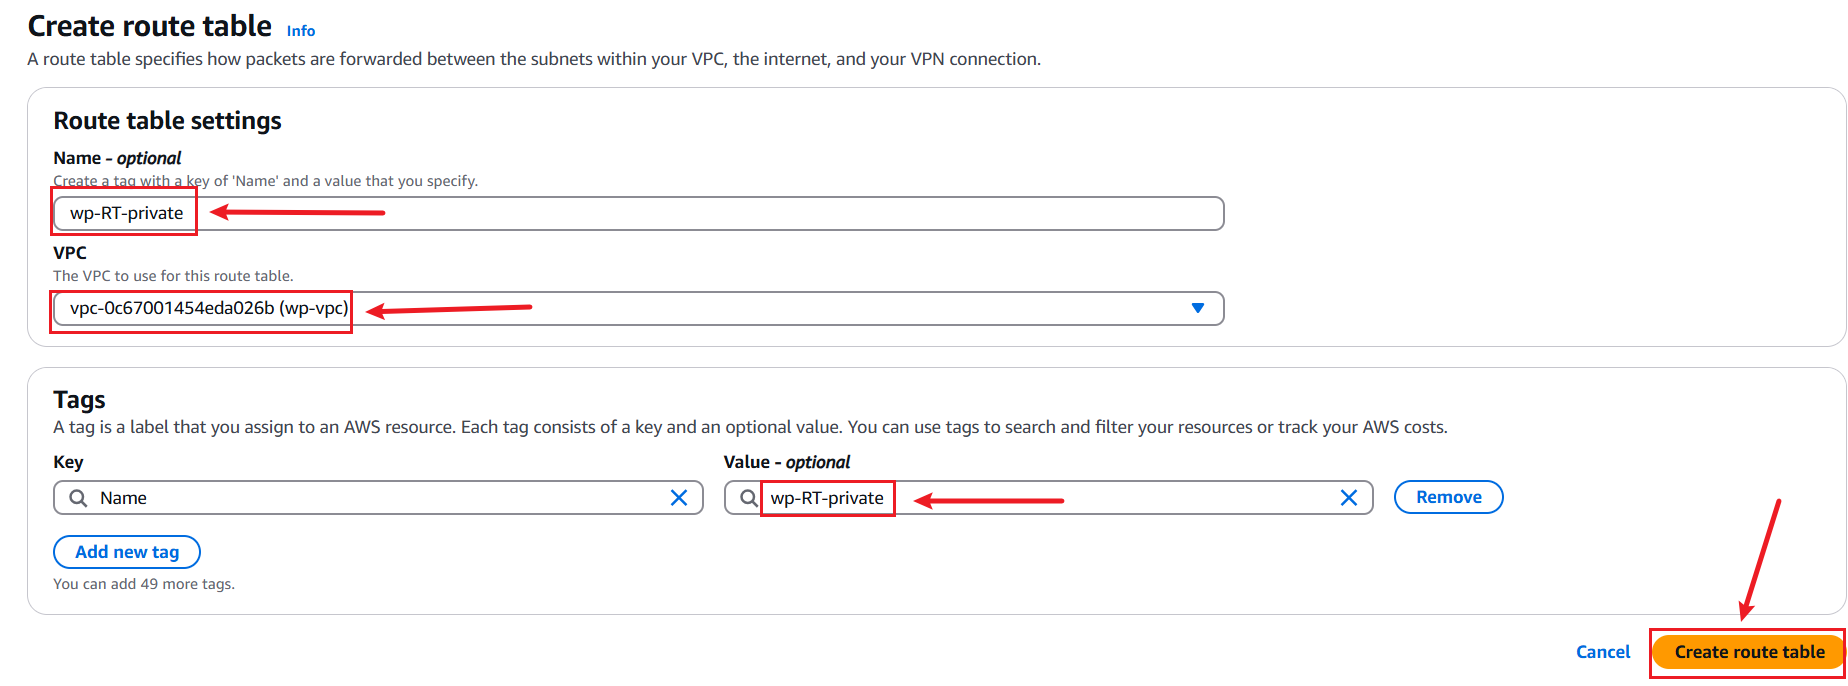 Create route table Info
A route table specifies how packets are forwarded between the subnets within your VPC, the internet, and your VPN connection.
Route table settings
Name - optional
Create a tag with a key of 'Name' and a value that you specify.
wp-RT-private
VPC
The VPC to use for this route table.
vpc-0c67001454eda026b (wp-vpc)
Tags
A tag is a label that you assign to an AWS resource. Each tag consists of a key and an optional value. You can use tags to search and filter your resources or track your AWS costs.
Key Value - optional
Name wp-RT-private Remove
Add new tag
You can add 49 more tags.
Cancel Create route table